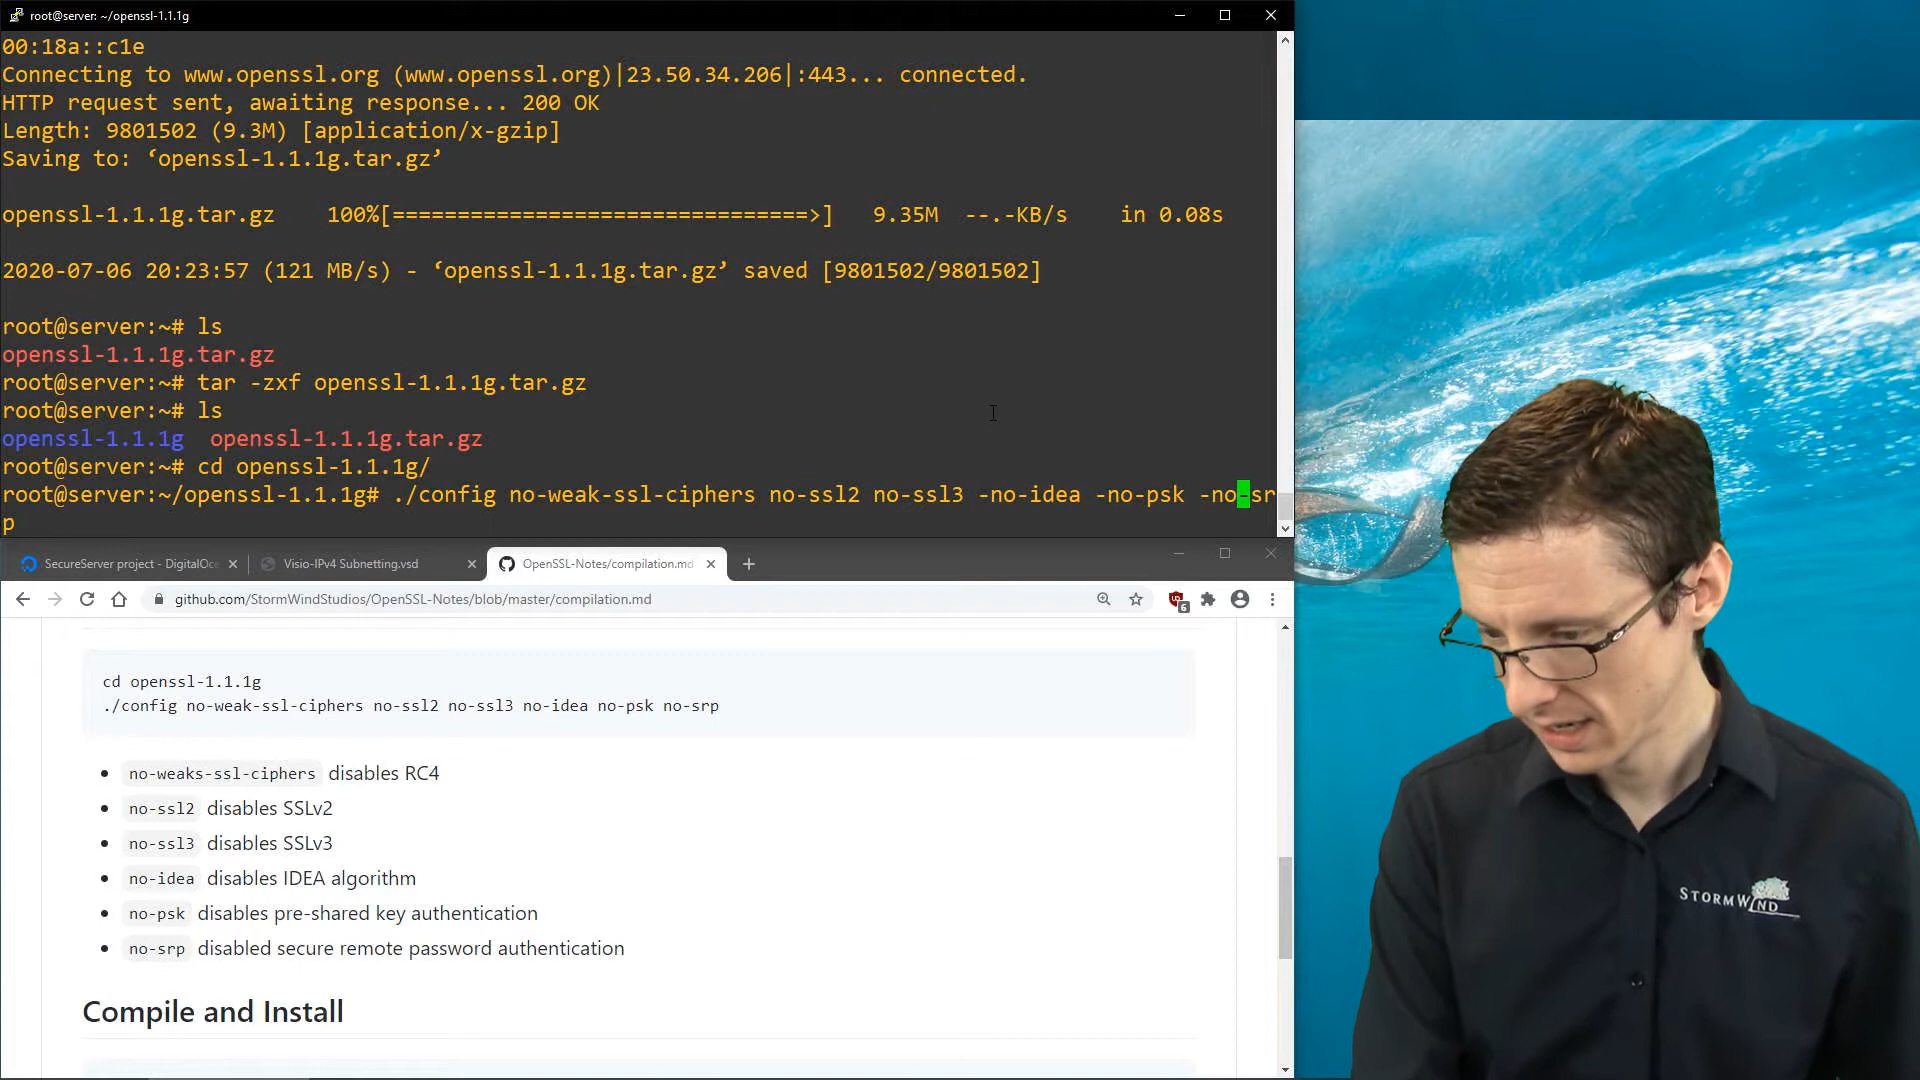 root@server: ~/openssl-1.1.1g
00:18a::c1e
Connecting to www.openssl.org (www.openssl.org)|23.50.34.206|:443... connected.
HTTP request sent, awaiting response... 200 OK
Length: 9801502 (9.3M) [application/x-gzip]
Saving to: ‘openssl-1.1.1g.tar.gz’
openssl-1.1.1g.tar.gz 100%[================================>] 9.35M --.-KB/s in 0.08s
2020-07-06 20:23:57 (121 MB/s) - ‘openssl-1.1.1g.tar.gz’ saved [9801502/9801502]
root@server:~# ls
openssl-1.1.1g.tar.gz
root@server:~# tar -zxf openssl-1.1.1g.tar.gz
root@server:~# ls
openssl-1.1.1g openssl-1.1.1g.tar.gz
root@server:~# cd openssl-1.1.1g/
root@server:~/openssl-1.1.1g# ./config no-weak-ssl-ciphers no-ssl2 no-ssl3 -no-idea -no-psk -no-sr
p
SecureServer project - DigitalOce Visio-IPv4 Subnetting.vsd OpenSSL-Notes/compilation.md
github.com/StormWindStudios/OpenSSL-Notes/blob/master/compilation.md 6
cd openssl-1.1.1g
./config no-weak-ssl-ciphers no-ssl2 no-ssl3 no-idea no-psk no-srp
no-weaks-ssl-ciphers disables RC4
no-ssl2 disables SSLv2
no-ssl3 disables SSLv3
no-idea disables IDEA algorithm
no-psk disables pre-shared key authentication
no-srp disabled secure remote password authentication
Compile and Install
STORMWIND